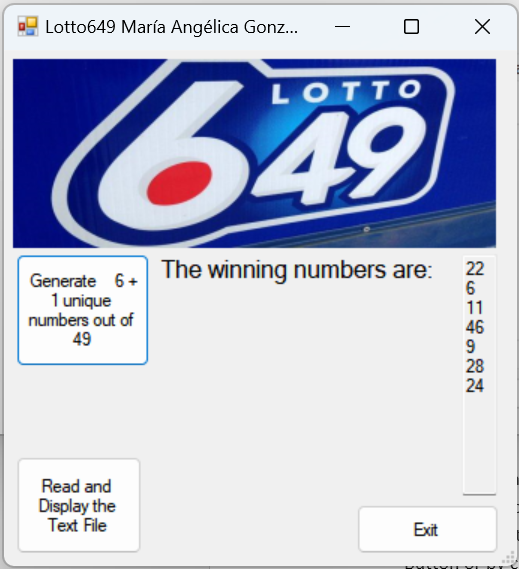 Lotto649 María Angélica Gonz...
LOTTO
649
Generate 6 +
1 unique
numbers out of
49
The winning numbers are:
22
6
11
46
9
28
24
Read and
Display the
Text File
Exit